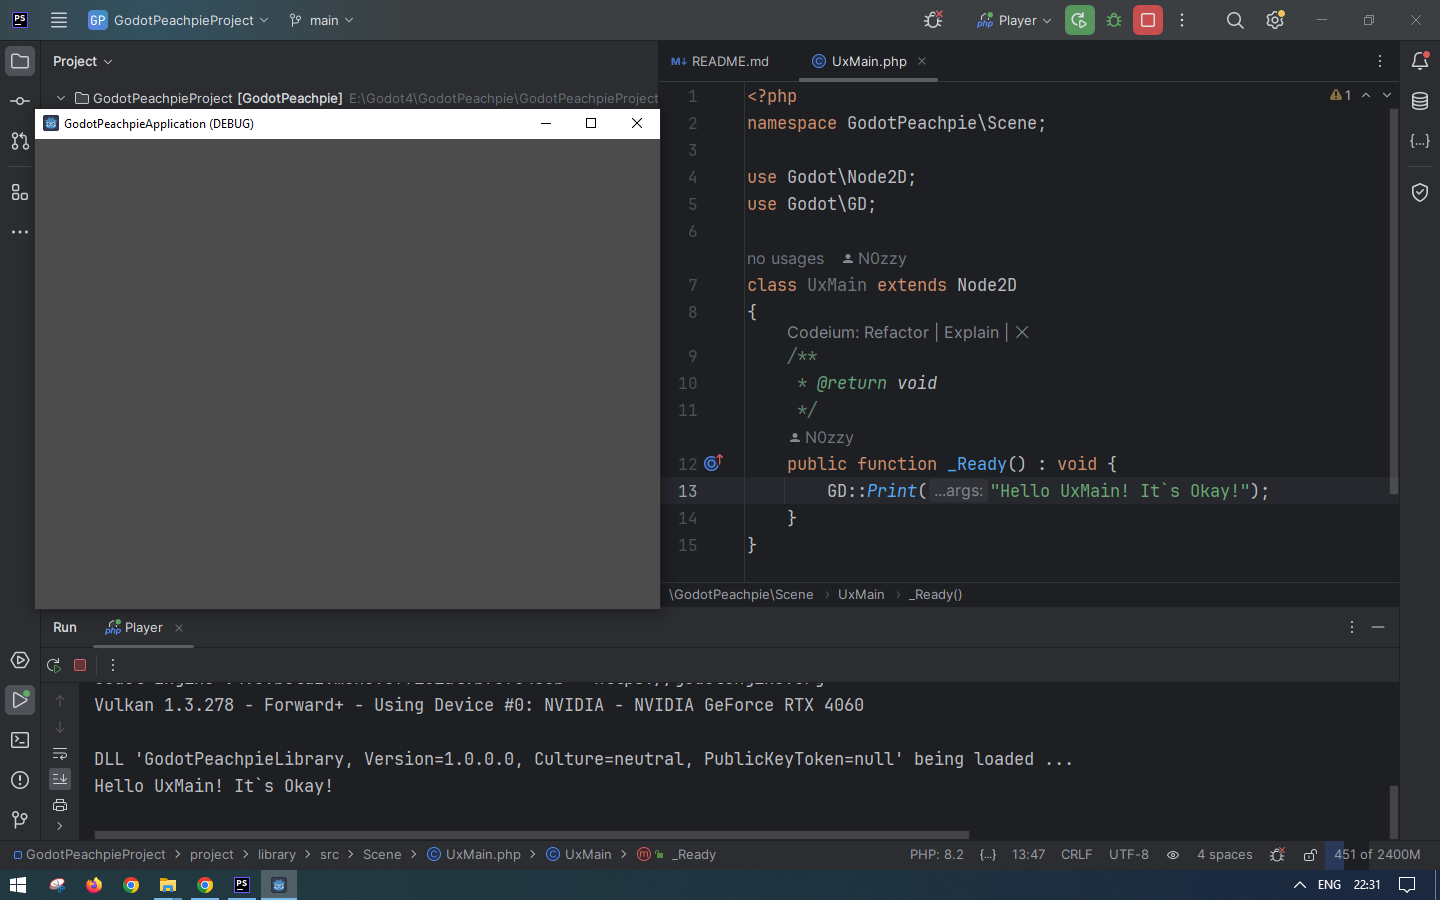 PS GP GodotPeachpieProject main Player
Project
GodotPeachpieProject [GodotPeachpie] E:\Godot4\GodotPeachpie\GodotPeachpieProject
GodotPeachpieApplication (DEBUG)
README.md UxMain.php
1 <?php
2 namespace GodotPeachpie\Scene;
3
4 use Godot\Node2D;
5 use Godot\GD;
6
no usages N0zzy
7 class UxMain extends Node2D
8 {
Codeium: Refactor | Explain |
9 /**
10 * @return void
11 */
N0zzy
12 public function _Ready() : void {
13 GD::Print( ...args: "Hello UxMain! It`s Okay!");
14 }
15 }
1
\GodotPeachpie\Scene UxMain _Ready()
Run php Player
Vulkan 1.3.278 - Forward+ - Using Device #0: NVIDIA - NVIDIA GeForce RTX 4060
DLL 'GodotPeachpieLibrary, Version=1.0.0.0, Culture=neutral, PublicKeyToken=null' being loaded ...
Hello UxMain! It`s Okay!
GodotPeachpieProject > project > library > src > Scene > UxMain.php > UxMain > _Ready PHP: 8.2 {...} 13:47 CRLF UTF-8 4 spaces 451 of 2400M
PS ENG 22:31